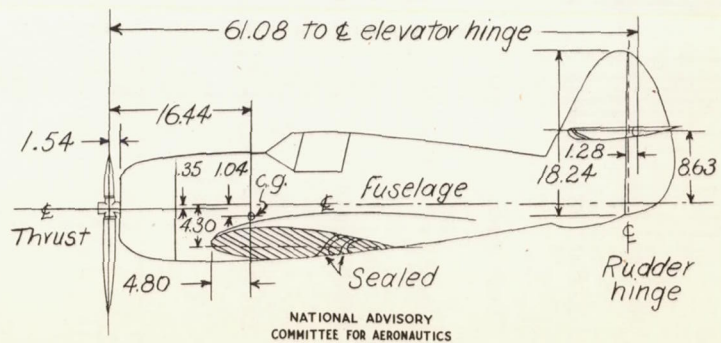 61.08 to ℄ elevator hinge
16.44
1.54
.35
1.04
c.g.
1.28
18.24
8.63
℄
Fuselage
℄
Thrust
4.30
4.80
Sealed
℄
Rudder
hinge
NATIONAL ADVISORY
COMMITTEE FOR AERONAUTICS